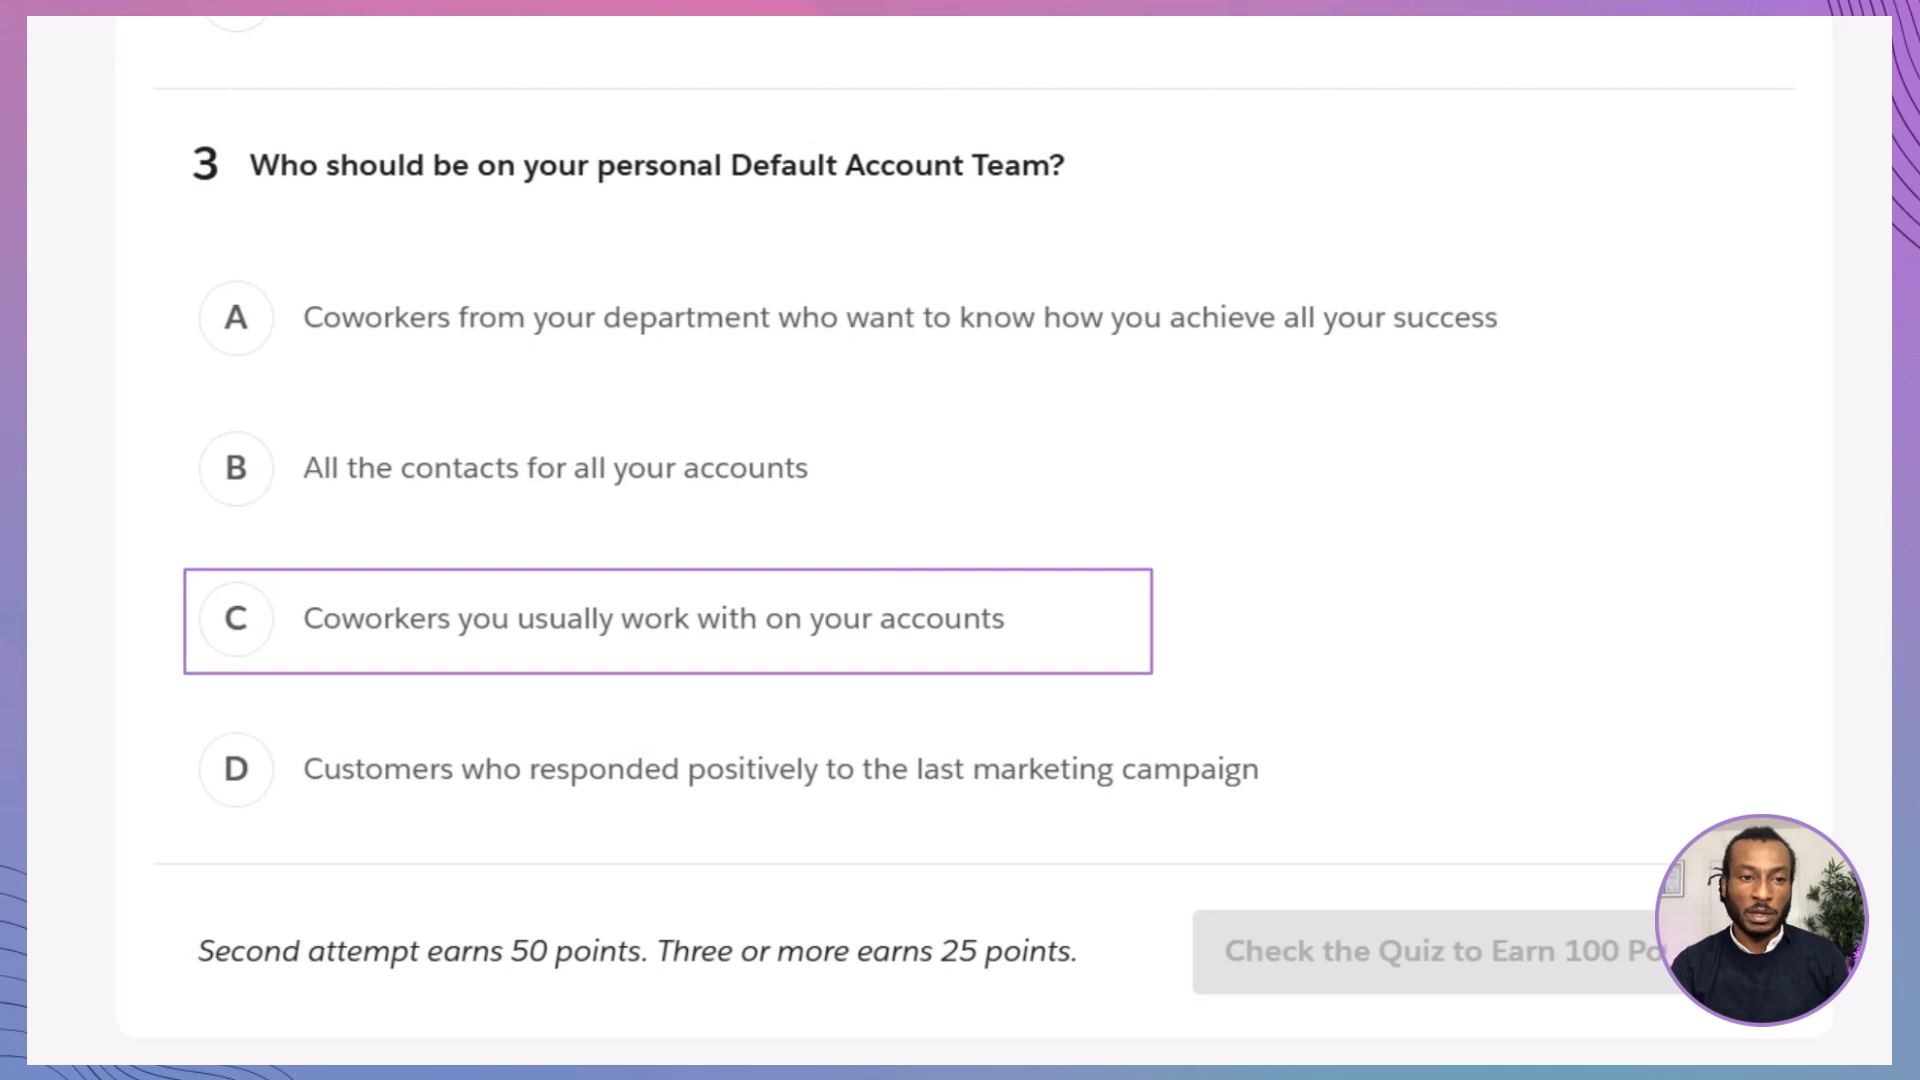 3 Who should be on your personal Default Account Team?
A Coworkers from your department who want to know how you achieve all your success
B All the contacts for all your accounts
C Coworkers you usually work with on your accounts
D Customers who responded positively to the last marketing campaign
Second attempt earns 50 points. Three or more earns 25 points.
Check the Quiz to Earn 100